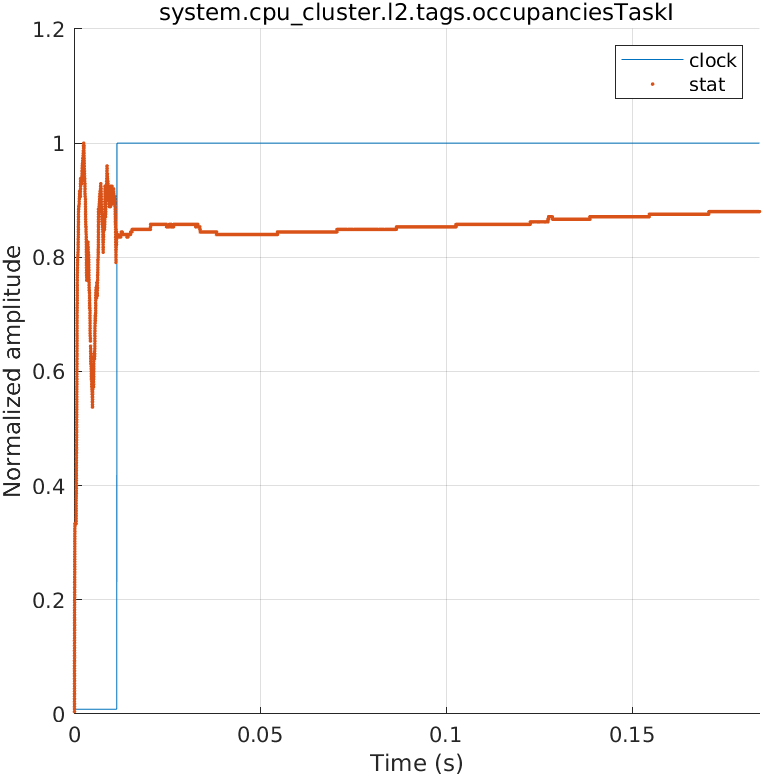 system.cpu_cluster.l2.tags.occupanciesTaskI
1.2
clock
stat
1
0.8
0.6
0.4
0.2
0
Normalized amplitude
0
0.05
0.1
0.15
Time (s)